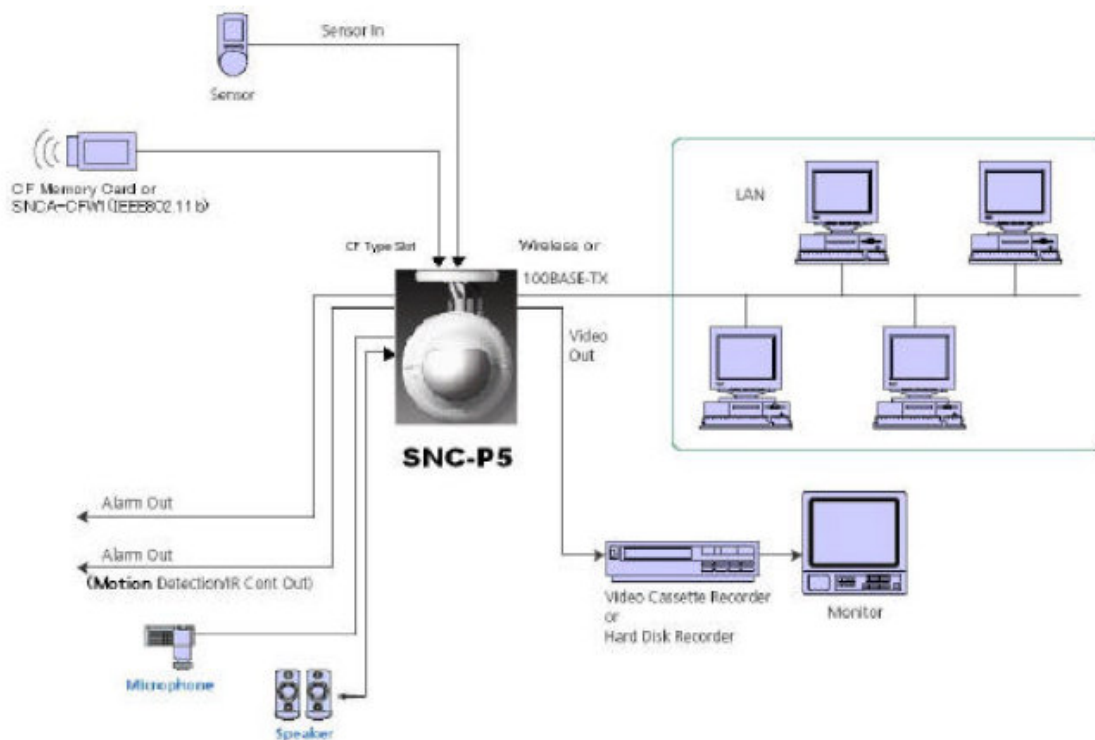 Sensor In
Sensor
CF Memory Card or
SNCA-CFW1(IEEE802.11b)
CF Type Slot
Wireless or
100BASE-TX
LAN
Video
Out
SNC-P5
Alarm Out
Alarm Out
(Motion Detection/IR Cont Out)
Video Cassette Recorder
or
Hard Disk Recorder
Monitor
Microphone
Speaker